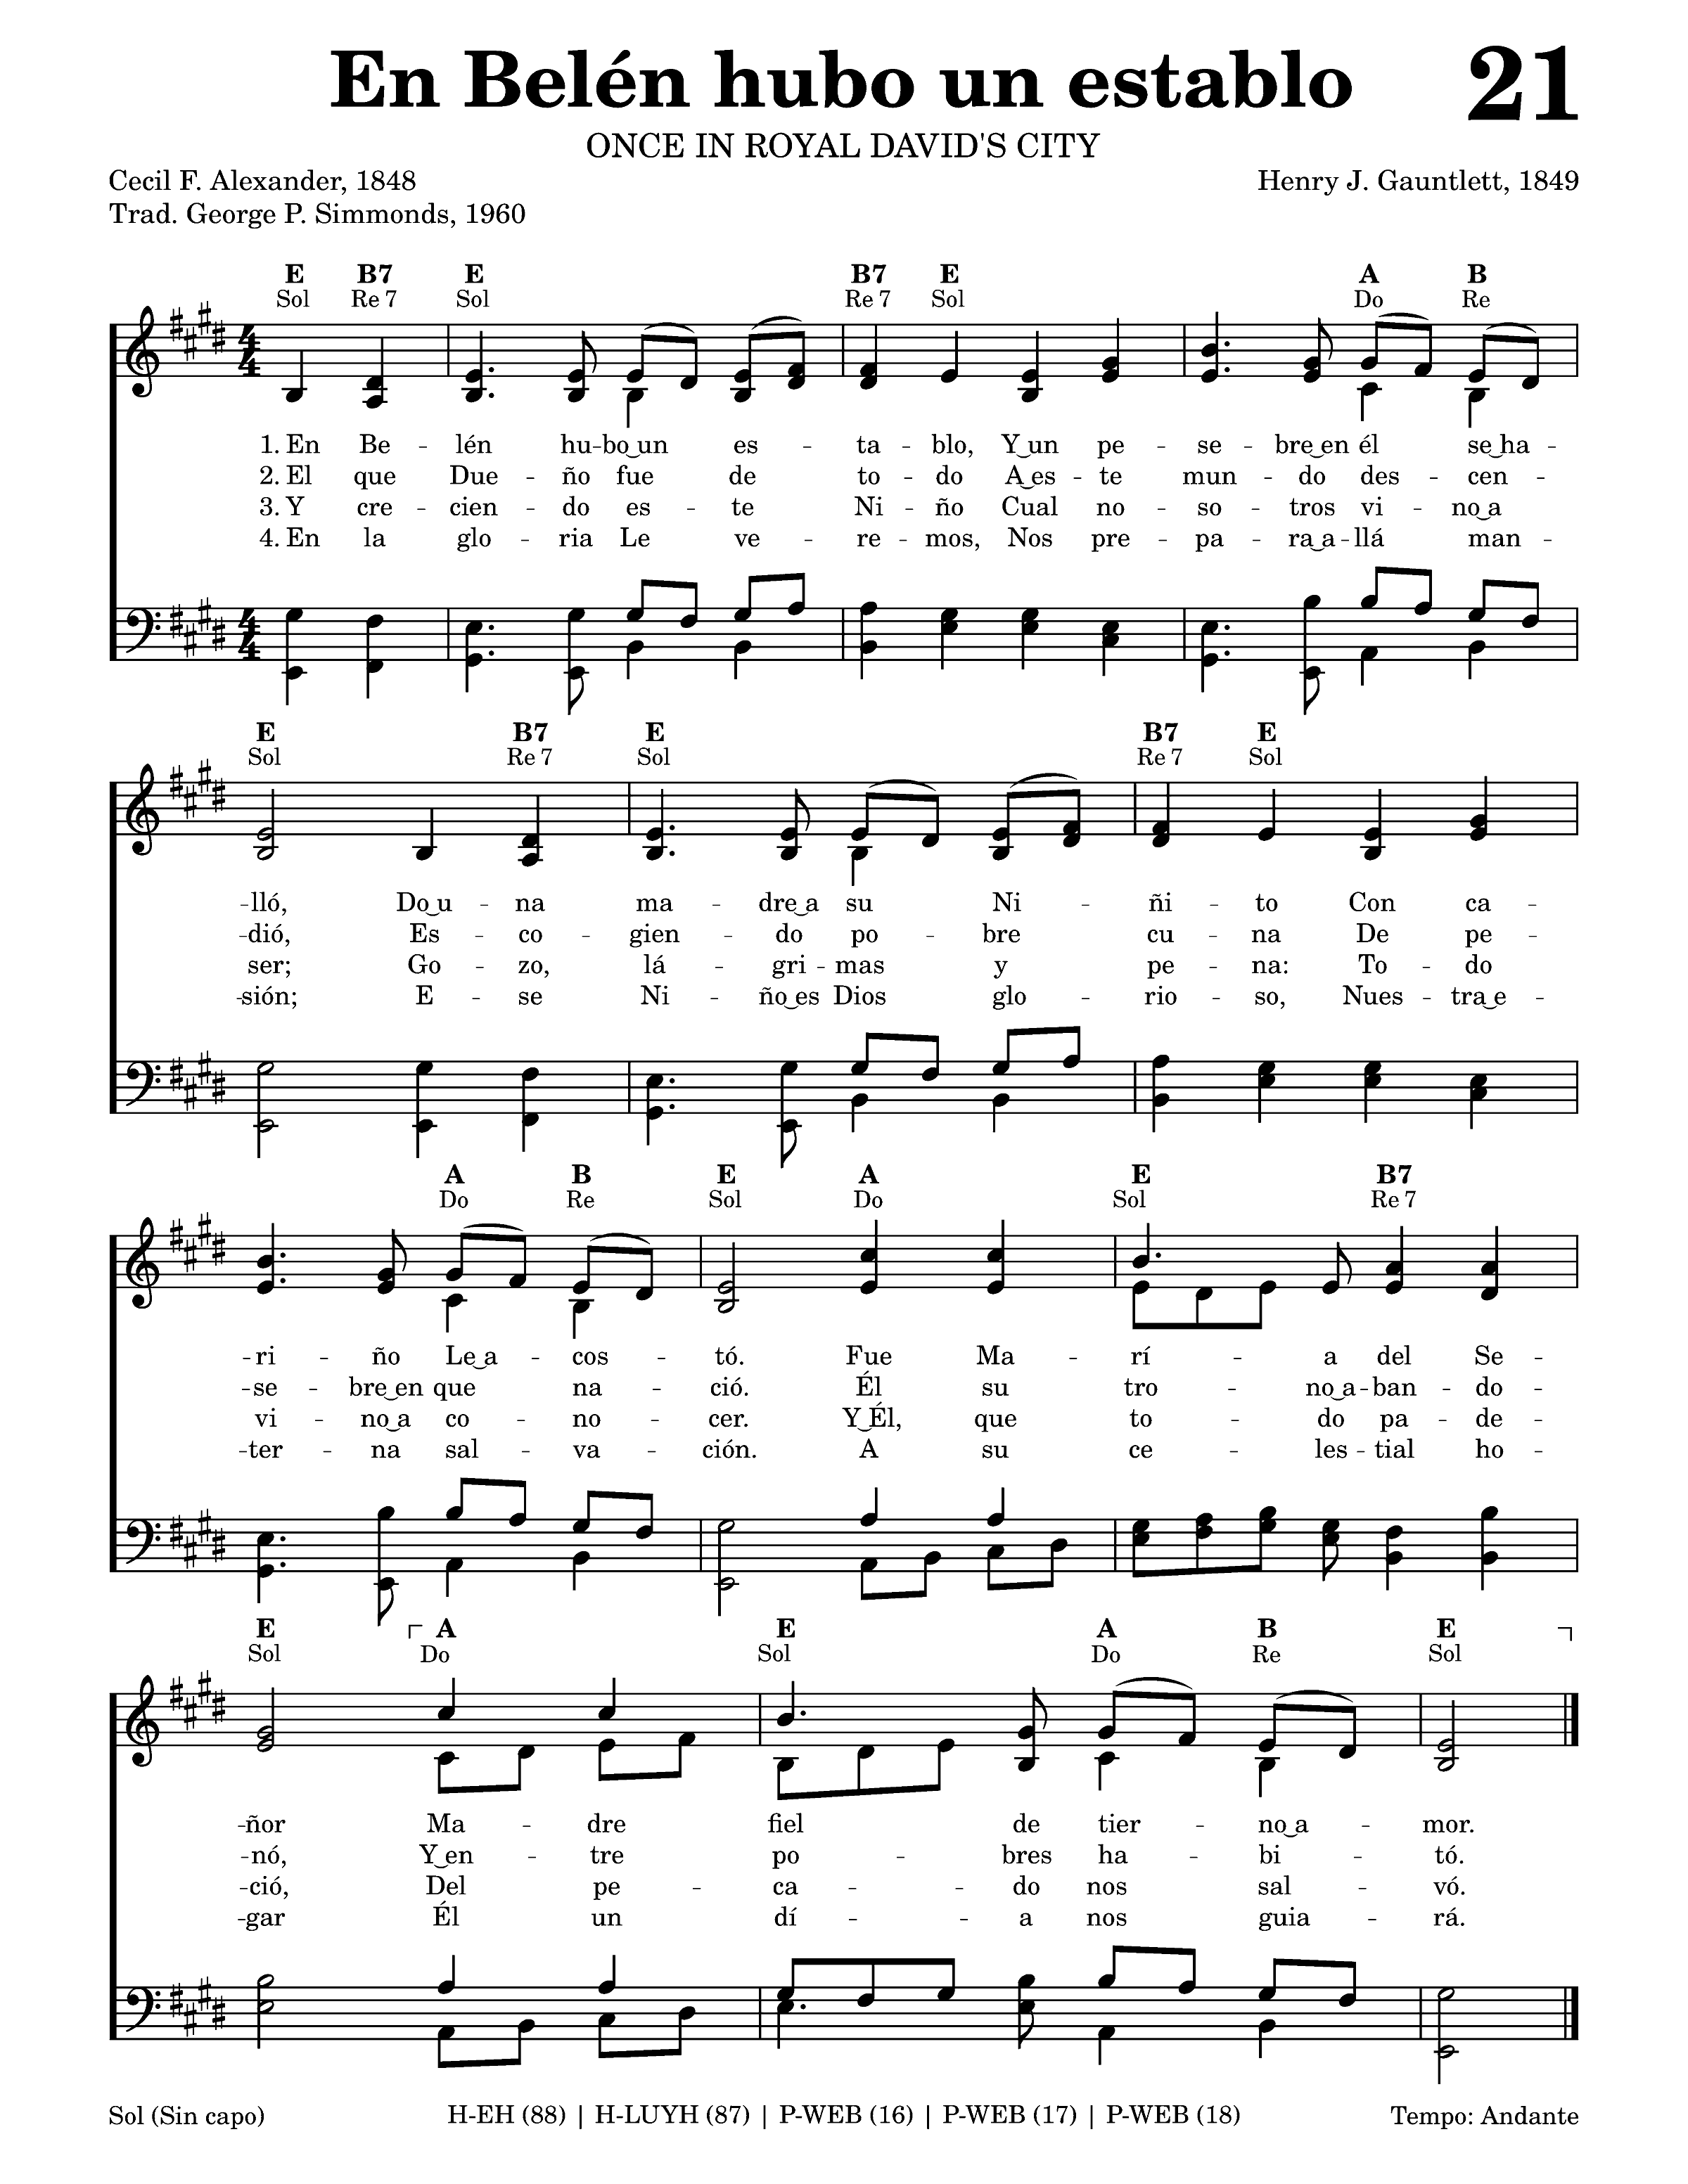 En Belén hubo un establo 21
ONCE IN ROYAL DAVID'S CITY
Cecil F. Alexander, 1848 Henry J. Gauntlett, 1849
Trad. George P. Simmonds, 1960
E B7 E B7 E A B
Sol Re 7 Sol Re 7 Sol Do Re
4
4
1. En Be – lén hu – bo‿un es – ta – blo, Y‿un pe – se – bre‿en él se‿ha –
2. El que Due – ño fue de to – do A‿es – te mun – do des – cen –
3. Y cre – cien – do es – te Ni – ño Cual no – so – tros vi – no‿a
4. En la glo – ria Le ve – re – mos, Nos pre – pa – ra‿a – llá man –
4
4
E B7 E B7 E
Sol Re 7 Sol Re 7 Sol
– lló, Do‿u – na ma – dre‿a su Ni – ñi – to Con ca –
– dió, Es – co – gien – do po – bre cu – na De pe –
ser; Go – zo, lá – gri – mas y pe – na: To – do
– sión; E – se Ni – ño‿es Dios glo – rio – so, Nues – tra‿e –
A B E A E B7
Do Re Sol Do Sol Re 7
– ri – ño Le‿a – cos – tó. Fue Ma – rí – a del Se –
– se – bre‿en que na – ció. Él su tro – no‿a – ban – do –
vi – no‿a co – no – cer. Y‿Él, que to – do pa – de –
– ter – na sal – va – ción. A su ce – les – tial ho –
E A E A B E
Sol Do Sol Do Re Sol
– ñor Ma – dre fiel de tier – no‿a – mor.
– nó, Y‿en – tre po – bres ha – bi – tó.
– ció, Del pe – ca – do nos sal – vó.
– gar Él un dí – a nos guia – rá.
Sol (Sin capo) H-EH (88) | H-LUYH (87) | P-WEB (16) | P-WEB (17) | P-WEB (18) Tempo: Andante